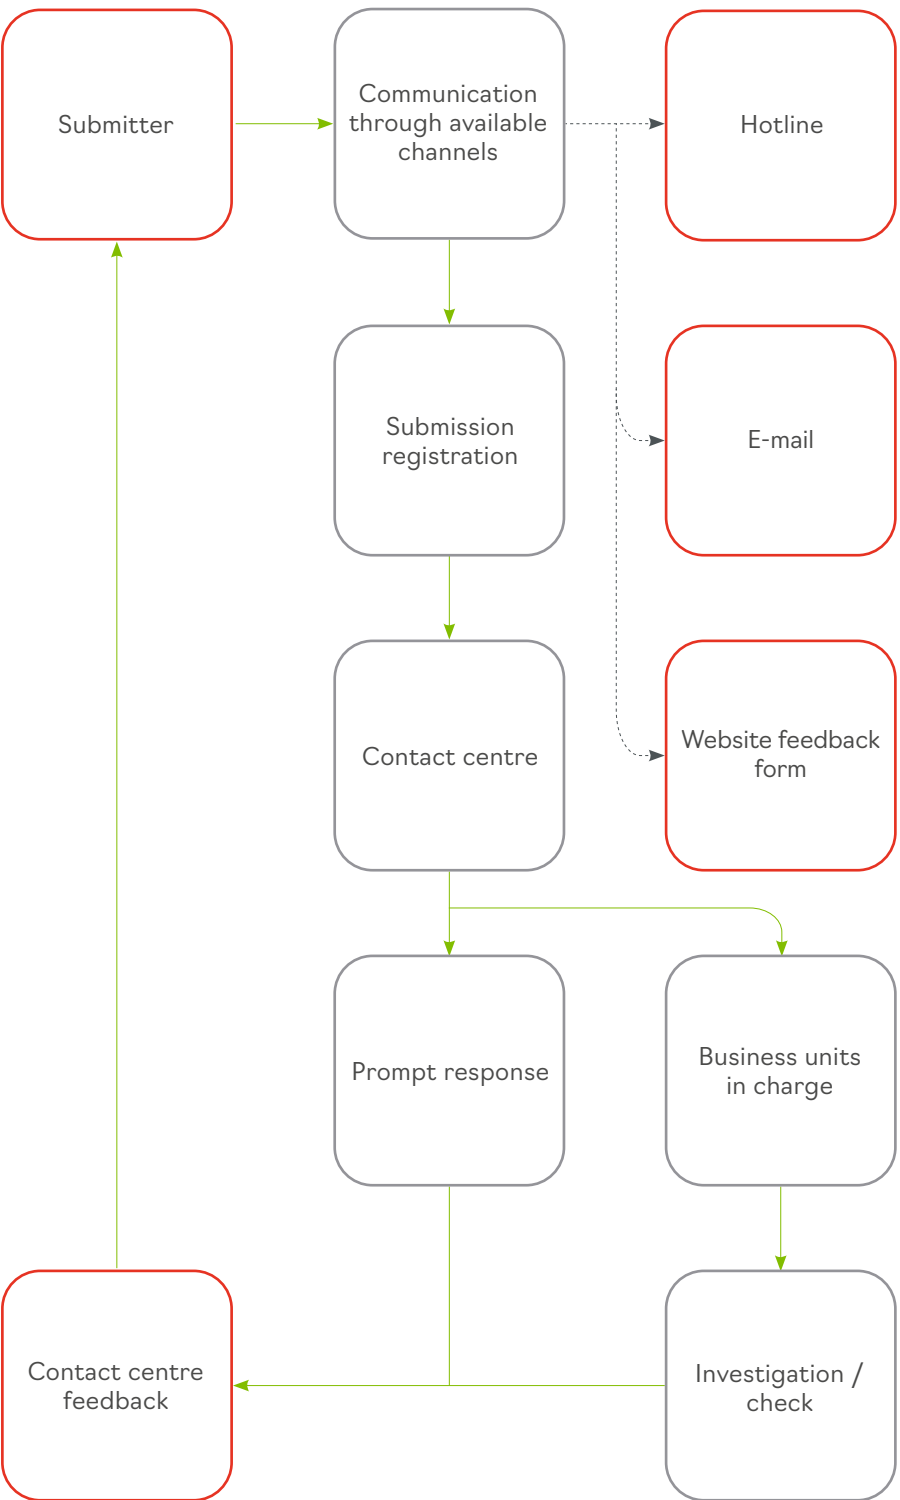 Submitter
Communication
through available
channels
Hotline
Submission
registration
E-mail
Contact centre
Website feedback
form
Prompt response
Business units
in charge
Contact centre
feedback
Investigation /
check